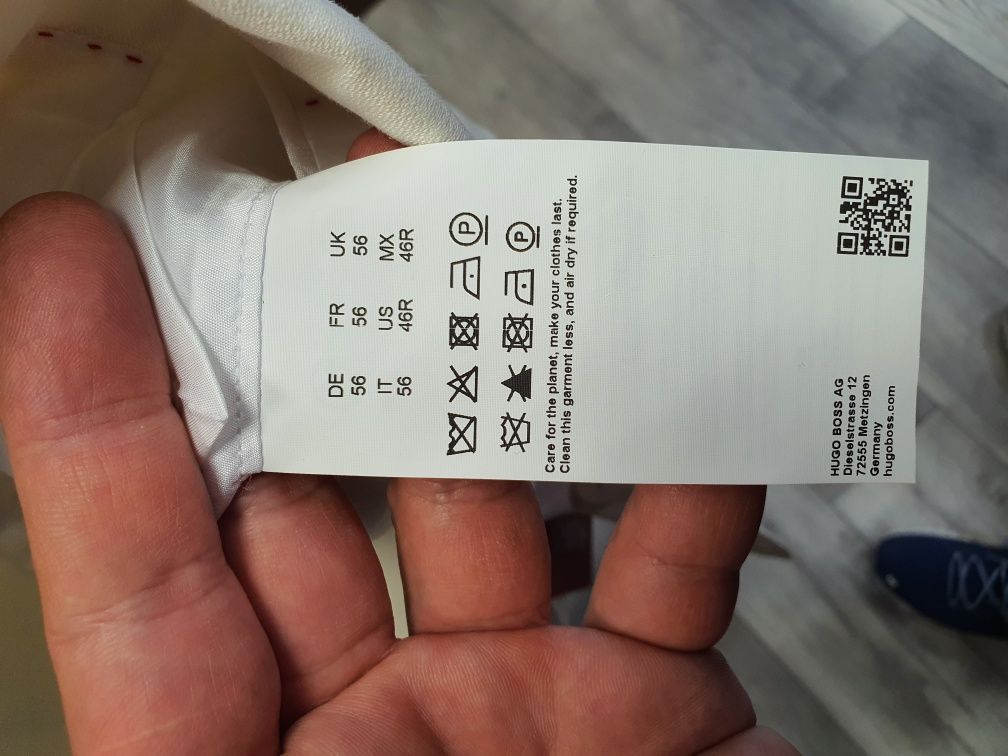 DE FR UK
56 56 56
IT US MX
56 46R 46R
P
P
Care for the planet, make your clothes last.
Clean this garment less, and air dry if required.
HUGO BOSS AG
Dieselstrasse 12
72555 Metzingen
Germany
hugoboss.com